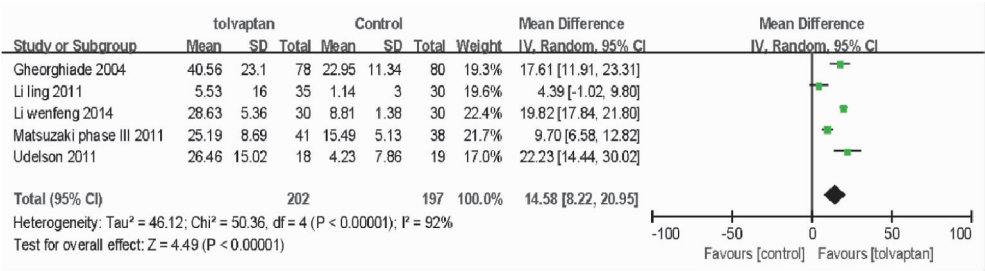 tolvaptan Control Mean Difference Mean Difference
Study or Subgroup Mean SD Total Mean SD Total Weight IV, Random, 95% CI IV, Random, 95% CI
Gheorghiade 2004 40.56 23.1 78 22.95 11.34 80 19.3% 17.61 [11.91, 23.31]
Li ling 2011 5.53 16 35 1.14 3 30 19.6% 4.39 [-1.02, 9.80]
Li wenfeng 2014 28.63 5.36 30 8.81 1.38 30 22.4% 19.82 [17.84, 21.80]
Matsuzaki phase III 2011 25.19 8.69 41 15.49 5.13 38 21.7% 9.70 [6.58, 12.82]
Udelson 2011 26.46 15.02 18 4.23 7.86 19 17.0% 22.23 [14.44, 30.02]
Total (95% CI) 202 197 100.0% 14.58 [8.22, 20.95]
Heterogeneity: Tau² = 46.12; Chi² = 50.36, df = 4 (P < 0.00001); I² = 92%
Test for overall effect: Z = 4.49 (P < 0.00001)
-100 -50 0 50 100
Favours [control] Favours [tolvaptan]